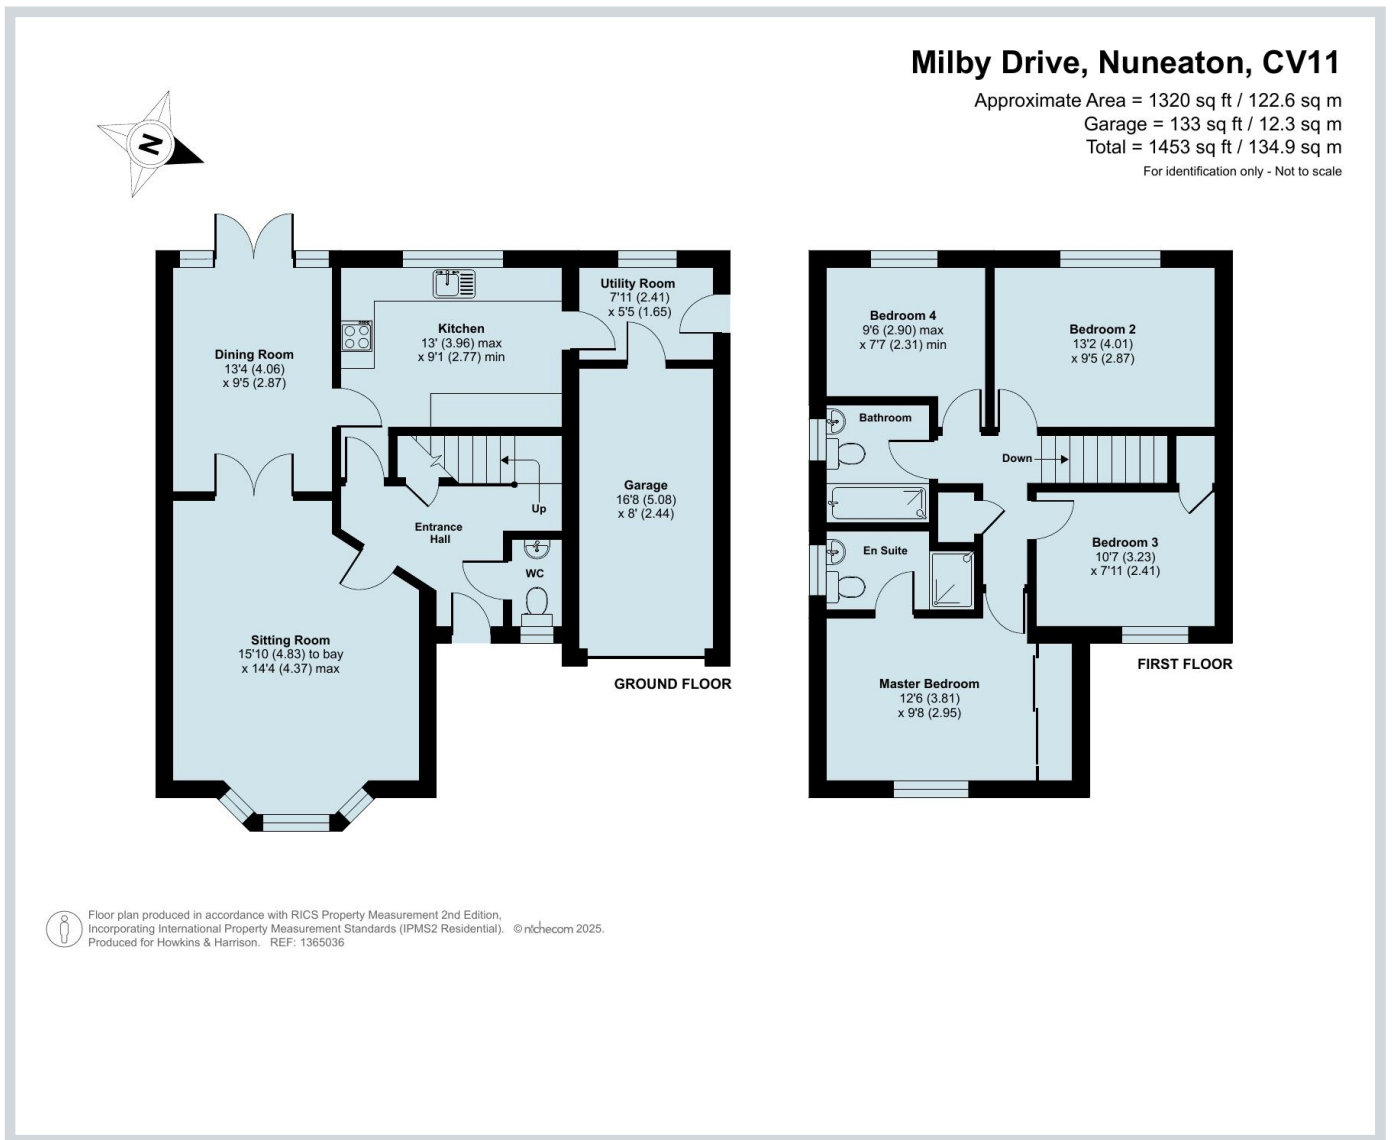 Milby Drive, Nuneaton, CV11
Approximate Area = 1320 sq ft / 122.6 sq m
Garage = 133 sq ft / 12.3 sq m
Total = 1453 sq ft / 134.9 sq m
For identification only - Not to scale
N
Dining Room
13'4 (4.06)
x 9'5 (2.87)
Kitchen
13' (3.96) max
x 9'1 (2.77) min
Utility Room
7'11 (2.41)
x 5'5 (1.65)
Garage
16'8 (5.08)
x 8' (2.44)
Up
Entrance
Hall
WC
Sitting Room
15'10 (4.83) to bay
x 14'4 (4.37) max
GROUND FLOOR
Bedroom 4
9'6 (2.90) max
x 7'7 (2.31) min
Bedroom 2
13'2 (4.01)
x 9'5 (2.87)
Bathroom
Down
En Suite
Bedroom 3
10'7 (3.23)
x 7'11 (2.41)
Master Bedroom
12'6 (3.81)
x 9'8 (2.95)
FIRST FLOOR
Floor plan produced in accordance with RICS Property Measurement 2nd Edition,
Incorporating International Property Measurement Standards (IPMS2 Residential). © nichecom 2025.
Produced for Howkins & Harrison. REF: 1365036